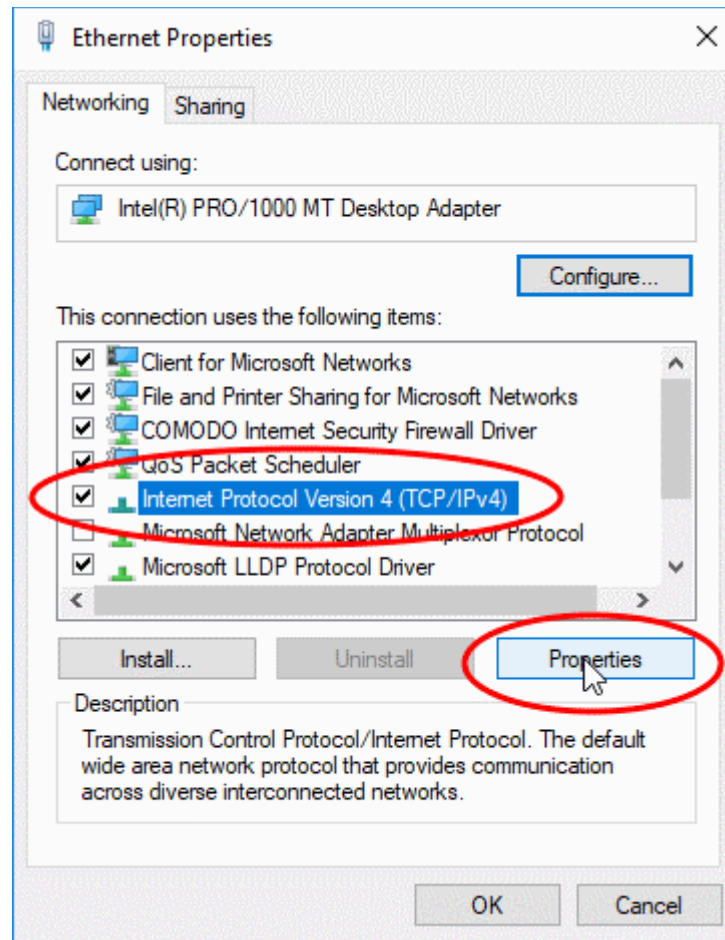 Ethernet Properties
Networking
Sharing
Connect using:
Intel(R) PRO/1000 MT Desktop Adapter
Configure...
This connection uses the following items:
Client for Microsoft Networks
File and Printer Sharing for Microsoft Networks
COMODO Internet Security Firewall Driver
QoS Packet Scheduler
Internet Protocol Version 4 (TCP/IPv4)
Microsoft Network Adapter Multiplexor Protocol
Microsoft LLDP Protocol Driver
Install...
Uninstall
Properties
Description
Transmission Control Protocol/Internet Protocol. The default
wide area network protocol that provides communication
across diverse interconnected networks.
OK
Cancel